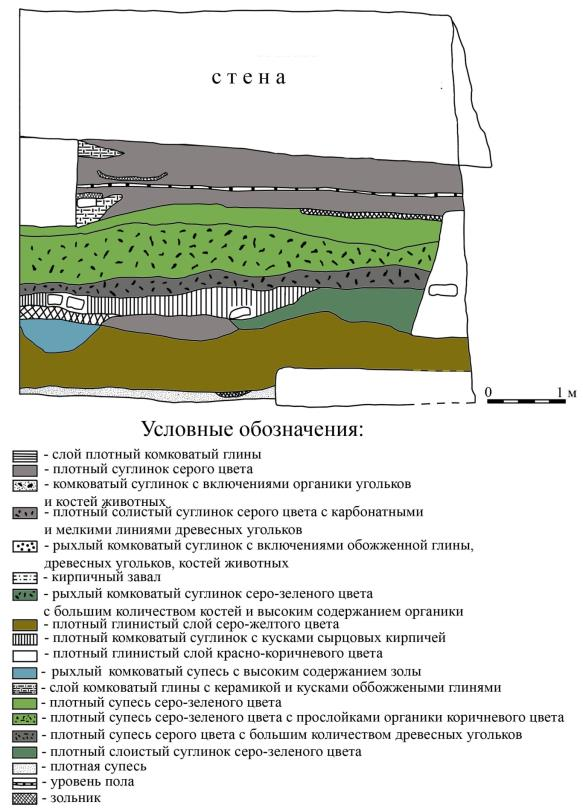 стена
0 1 м
Условные обозначения:
- слой плотный комковатый глины
- плотный суглинок серого цвета
- комковатый суглинок с включениями органики угольков
и костей животных
- плотный солистый суглинок серого цвета с карбонатными
и мелкими линиями древесных угольков
- рыхлый комковатый суглинок с включениями обожженной глины,
древесных угольков, костей животных
- кирпичный завал
- рыхлый комковатый суглинок серо-зеленого цвета
с большим количеством костей и высоким содержанием органики
- плотный глинистый слой серо-желтого цвета
- плотный комковатый суглинок с кусками сырцовых кирпичей
- плотный глинистый слой красно-коричневого цвета
- рыхлый комковатый супесь с высоким содержанием золы
- слой комковатый глины с керамикой и кусками оббожжеными глинями
- плотный супесь серо-зеленого цвета
- плотный супесь серо-зеленого цвета с прослойками органики коричневого цвета
- плотный супесь серого цвета с большим количеством древесных угольков
- плотный слоистый суглинок серо-зеленого цвета
- плотная супесь
- уровень пола
- зольник